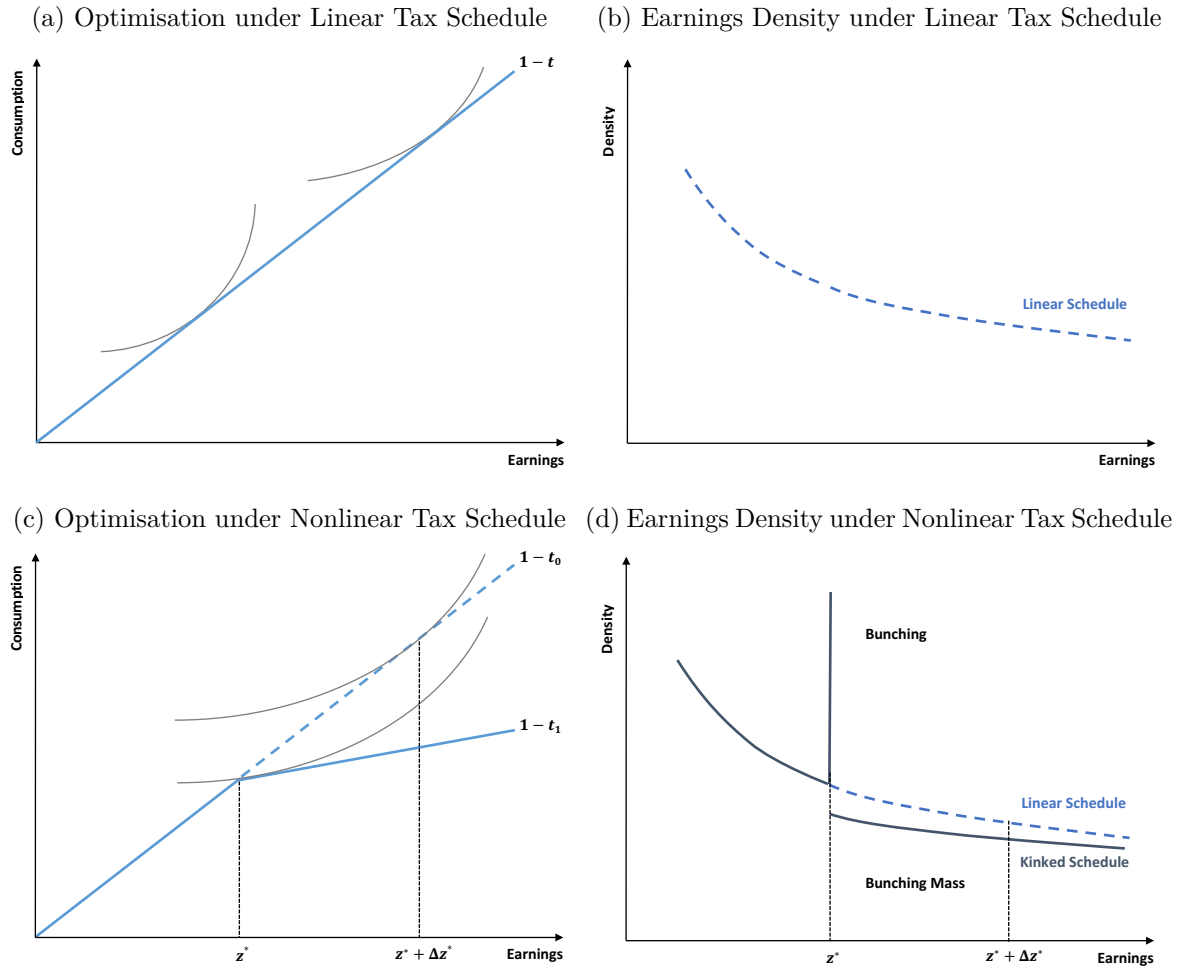 (a) Optimisation under Linear Tax Schedule
Consumption
1 − t
Earnings
(b) Earnings Density under Linear Tax Schedule
Density
Linear Schedule
Earnings
(c) Optimisation under Nonlinear Tax Schedule
Consumption
1 − t₀
1 − t₁
z*
z* + Δz*
Earnings
(d) Earnings Density under Nonlinear Tax Schedule
Density
Bunching
Linear Schedule
Kinked Schedule
Bunching Mass
z*
z* + Δz*
Earnings